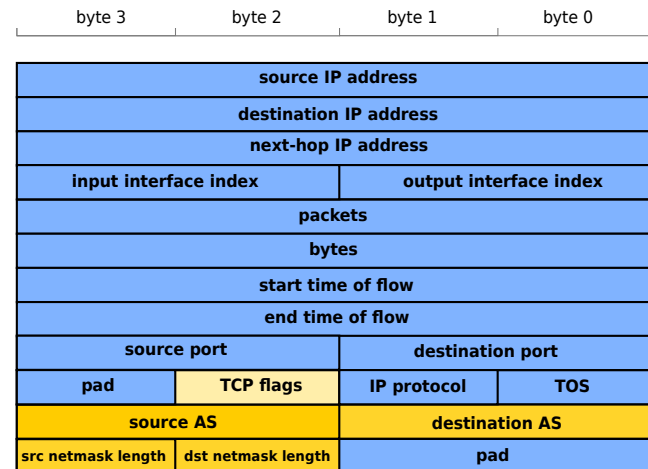 byte 3 byte 2 byte 1 byte 0
source IP address
destination IP address
next-hop IP address
input interface index output interface index
packets
bytes
start time of flow
end time of flow
source port destination port
pad TCP flags IP protocol TOS
source AS destination AS
src netmask length dst netmask length pad